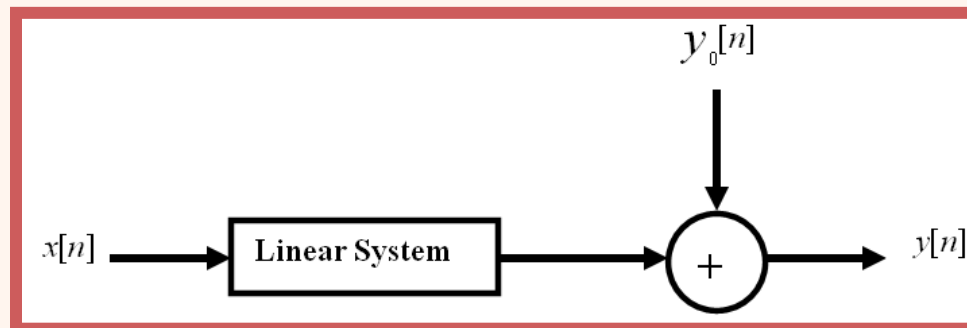 y₀[n]
x[n]
Linear System
+
y[n]